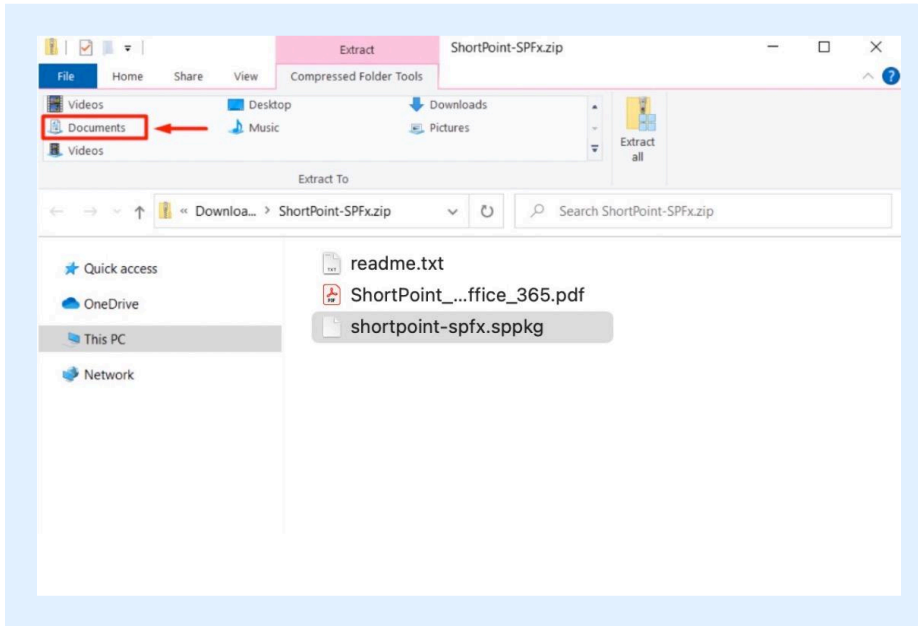 Extract ShortPoint-SPFx.zip
File Home Share View Compressed Folder Tools
Videos Desktop Downloads
Documents Music Pictures
Videos
Extract
all
Extract To
« Downloa... > ShortPoint-SPFx.zip Search ShortPoint-SPFx.zip
Quick access
OneDrive
This PC
Network
readme.txt
ShortPoint_...ffice_365.pdf
shortpoint-spfx.sppkg